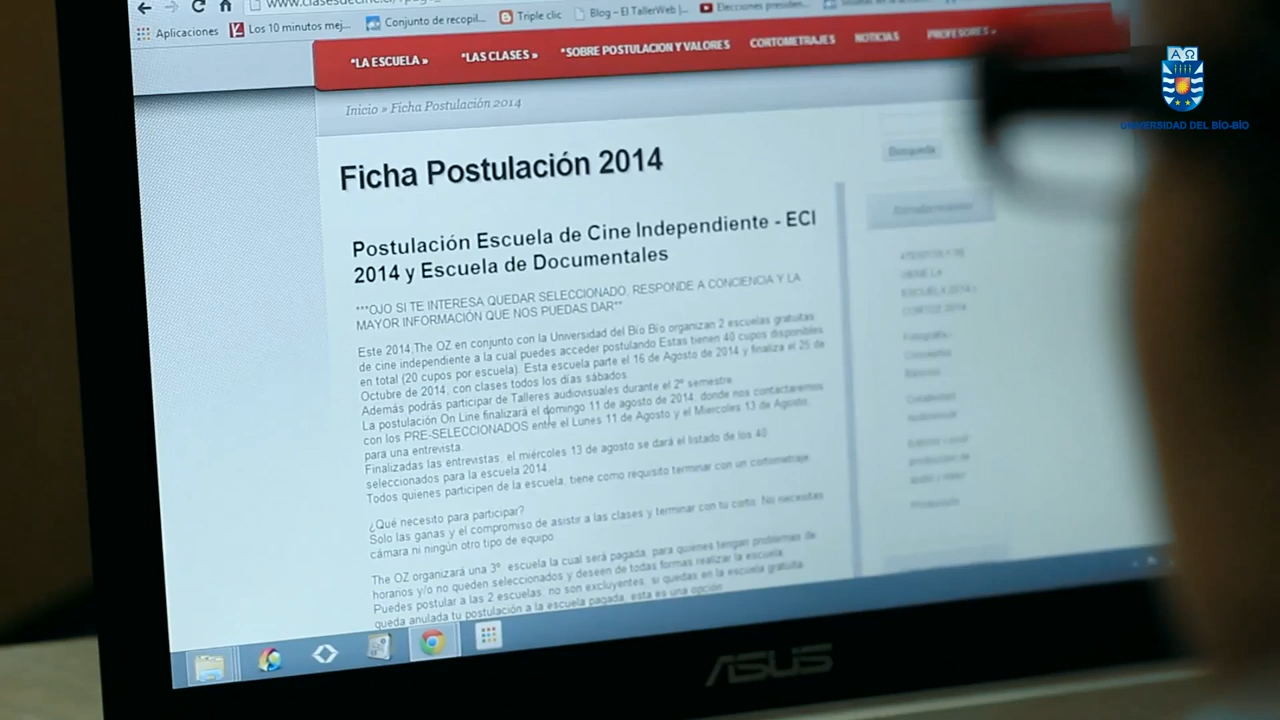 Aplicaciones
Los 10 minutos mej...
Conjunto de recopil...
Triple clic
Blog – El TallerWeb |...
Elecciones presiden...
*LA ESCUELA »
*LAS CLASES »
*SOBRE POSTULACION Y VALORES
CORTOMETRAJES
NOTICIAS
PROFESORES »
UNIVERSIDAD DEL BÍO-BÍO
Inicio » Ficha Postulación 2014
Busqueda
Ficha Postulación 2014
Postulación Escuela de Cine Independiente - ECI
2014 y Escuela de Documentales
***OJO SI TE INTERESA QUEDAR SELECCIONADO, RESPONDE A CONCIENCIA Y LA
MAYOR INFORMACIÓN QUE NOS PUEDAS DAR**
Este 2014,The OZ en conjunto con la Universidad del Bío Bío organizan 2 escuelas gratuitas
de cine independiente a la cual puedes acceder postulando Estas tienen 40 cupos disponibles
en total (20 cupos por escuela). Esta escuela parte el 16 de Agosto de 2014 y finaliza el 25 de
Octubre de 2014, con clases todos los días sábados.
Además podrás participar de Talleres audiovisuales durante el 2º semestre.
La postulación On Line finalizará el domingo 11 de agosto de 2014, donde nos contactaremos
con los PRE-SELECCIONADOS entre el Lunes 11 de Agosto y el Miercoles 13 de Agosto,
para una entrevista.
Finalizadas las entrevistas, el miércoles 13 de agosto se dará el listado de los 40
seleccionados para la escuela 2014
Todos quienes participen de la escuela, tiene como requisito terminar con un cortometraje
¿Qué necesito para participar?
Solo las ganas y el compromiso de asistir a las clases y terminar con tu corto. No necesitas
cámara ni ningún otro tipo de equipo
The OZ organizará una 3º escuela la cual será pagada, para quienes tengan problemas de
horarios y/o no queden seleccionados y deseen de todas formas realizar la escuela.
Puedes postular a las 2 escuelas, no son excluyentes, si quedas en la escuela gratuita
queda anulada tu postulación a la escuela pagada, esta es una opción
ASUS